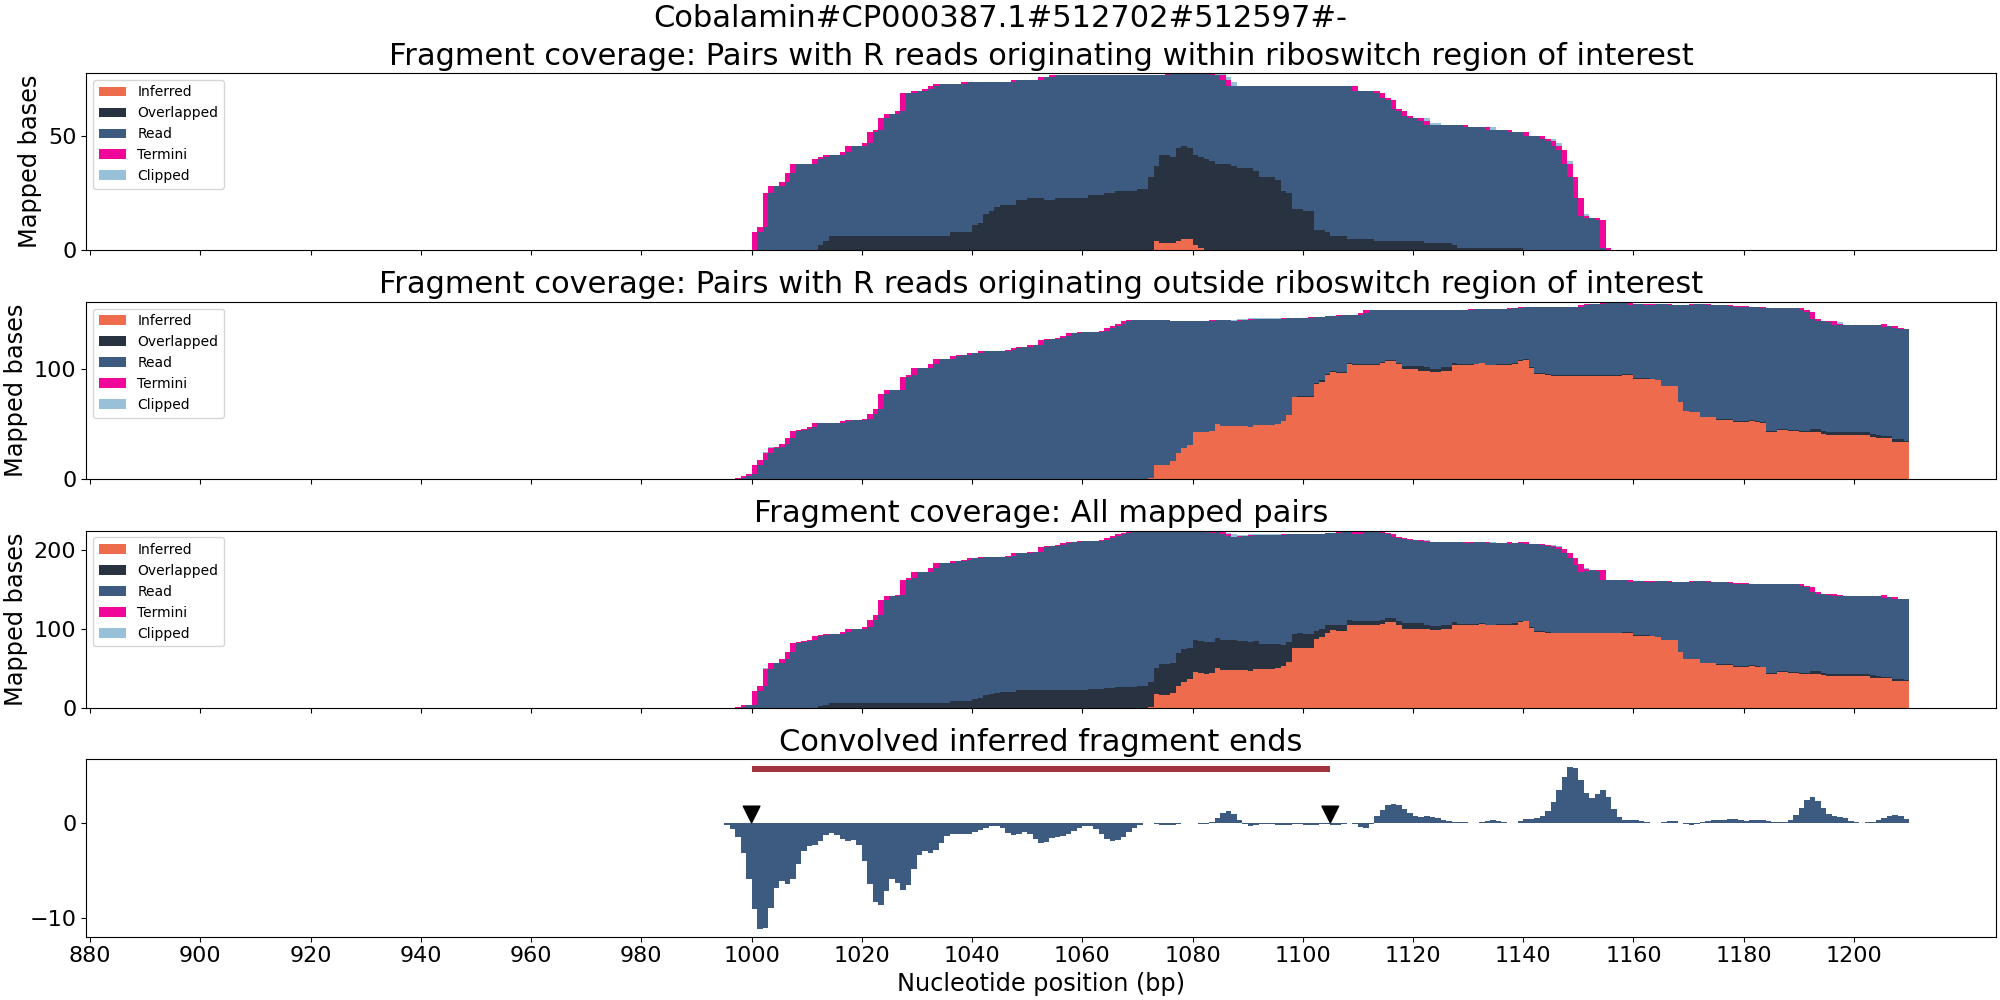 Cobalamin#CP000387.1#512702#512597#-
Fragment coverage: Pairs with R reads originating within riboswitch region of interest
Mapped bases
50
0
Inferred
Overlapped
Read
Termini
Clipped
Fragment coverage: Pairs with R reads originating outside riboswitch region of interest
Mapped bases
100
0
Inferred
Overlapped
Read
Termini
Clipped
Fragment coverage: All mapped pairs
Mapped bases
200
100
0
Inferred
Overlapped
Read
Termini
Clipped
Convolved inferred fragment ends
0
−10
880 900 920 940 960 980 1000 1020 1040 1060 1080 1100 1120 1140 1160 1180 1200
Nucleotide position (bp)